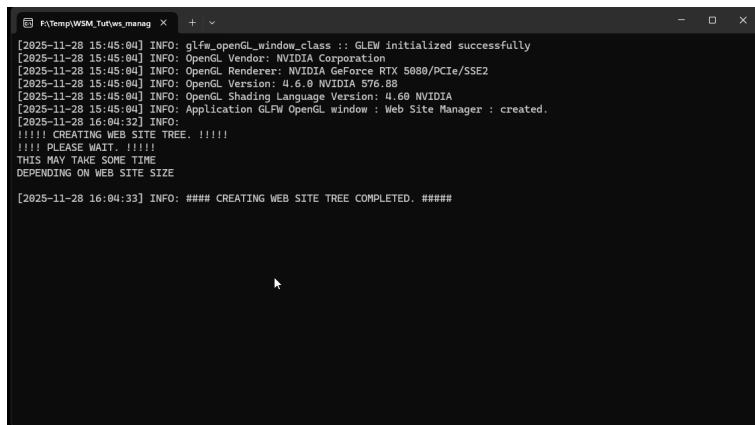 F:\Temp\WSM_Tut\ws_manag
[2025-11-28 15:45:04] INFO: glfw_openGL_window_class :: GLEW initialized successfully
[2025-11-28 15:45:04] INFO: OpenGL Vendor: NVIDIA Corporation
[2025-11-28 15:45:04] INFO: OpenGL Renderer: NVIDIA GeForce RTX 5080/PCIe/SSE2
[2025-11-28 15:45:04] INFO: OpenGL Version: 4.6.0 NVIDIA 576.88
[2025-11-28 15:45:04] INFO: OpenGL Shading Language Version: 4.60 NVIDIA
[2025-11-28 15:45:04] INFO: Application GLFW OpenGL window : Web Site Manager : created.
[2025-11-28 16:04:32] INFO:
!!!!! CREATING WEB SITE TREE. !!!!!
!!!! PLEASE WAIT. !!!!!
THIS MAY TAKE SOME TIME
DEPENDING ON WEB SITE SIZE
[2025-11-28 16:04:33] INFO: #### CREATING WEB SITE TREE COMPLETED. #####